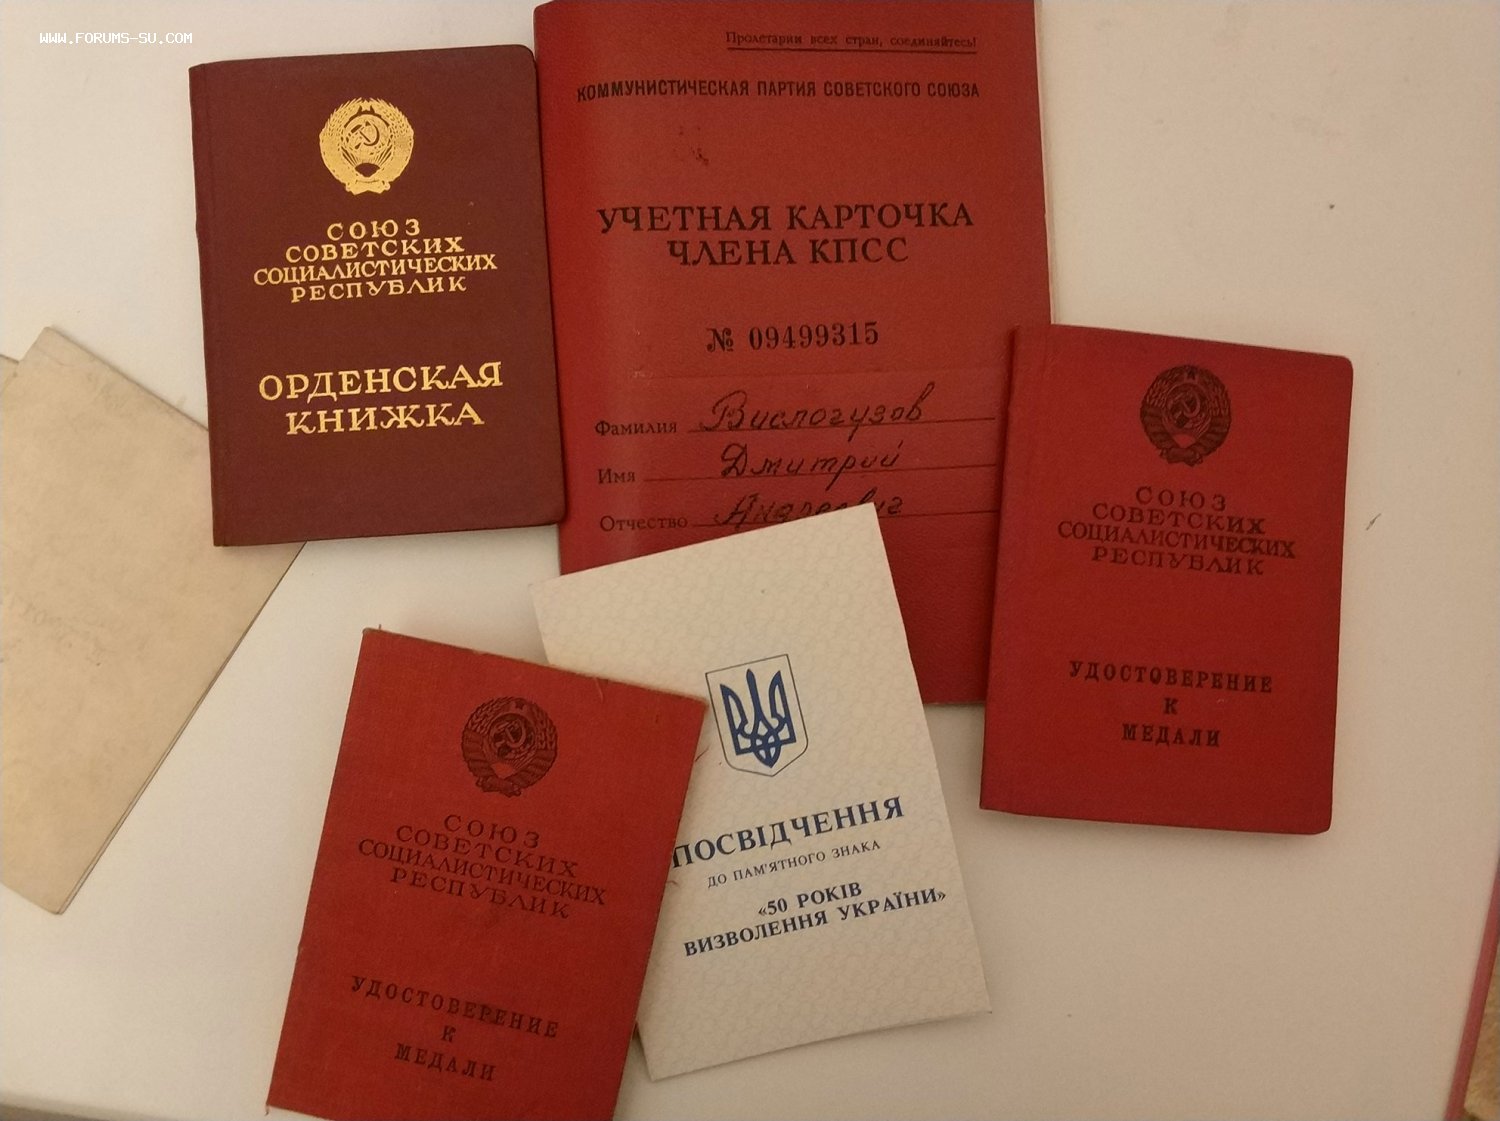 WWW.FORUMS-SU.COM
СОЮЗ
СОВЕТСКИХ
СОЦИАЛИСТИЧЕСКИХ
РЕСПУБЛИК
ОРДЕНСКАЯ
КНИЖКА
Пролетарии всех стран, соединяйтесь!
КОММУНИСТИЧЕСКАЯ ПАРТИЯ СОВЕТСКОГО СОЮЗА
УЧЕТНАЯ КАРТОЧКА
ЧЛЕНА КПСС
№ 09499315
Фамилия Вислогузов
Имя Дмитрий
Отчество Андреевич
СОЮЗ
СОВЕТСКИХ
СОЦИАЛИСТИЧЕСКИХ
РЕСПУБЛИК
УДОСТОВЕРЕНИЕ
К
МЕДАЛИ
СОЮЗ
СОВЕТСКИХ
СОЦИАЛИСТИЧЕСКИХ
РЕСПУБЛИК
УДОСТОВЕРЕНИЕ
К
МЕДАЛИ
ПОСВІДЧЕННЯ
ДО ПАМ'ЯТНОГО ЗНАКА
«50 РОКІВ
ВИЗВОЛЕННЯ УКРАЇНИ»